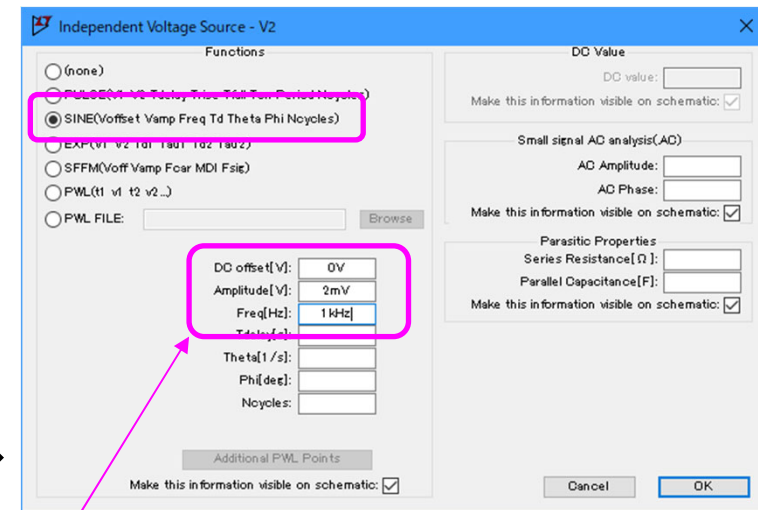 Independent Voltage Source - V2
Functions
(none)
SINE(Voffset Vamp Freq Td Theta Phi Ncycles)
EXP(V1 V2 Td1 Tau1 Td2 Tau2)
SFFM(Voff Vamp Fcar MDI Fsig)
PWL(t1 v1 t2 v2...)
PWL FILE:
Browse
DC offset[V]: 0V
Amplitude[V]: 2mV
Freq[Hz]: 1kHz
Tdelay[s]:
Theta[1/s]:
Phi[deg]:
Ncycles:
Additional PWL Points
Make this information visible on schematic:
DC Value
DC value:
Make this information visible on schematic:
Small signal AC analysis(.AC)
AC Amplitude:
AC Phase:
Make this information visible on schematic:
Parasitic Properties
Series Resistance[Ω]:
Parallel Capacitance[F]:
Make this information visible on schematic:
Cancel
OK